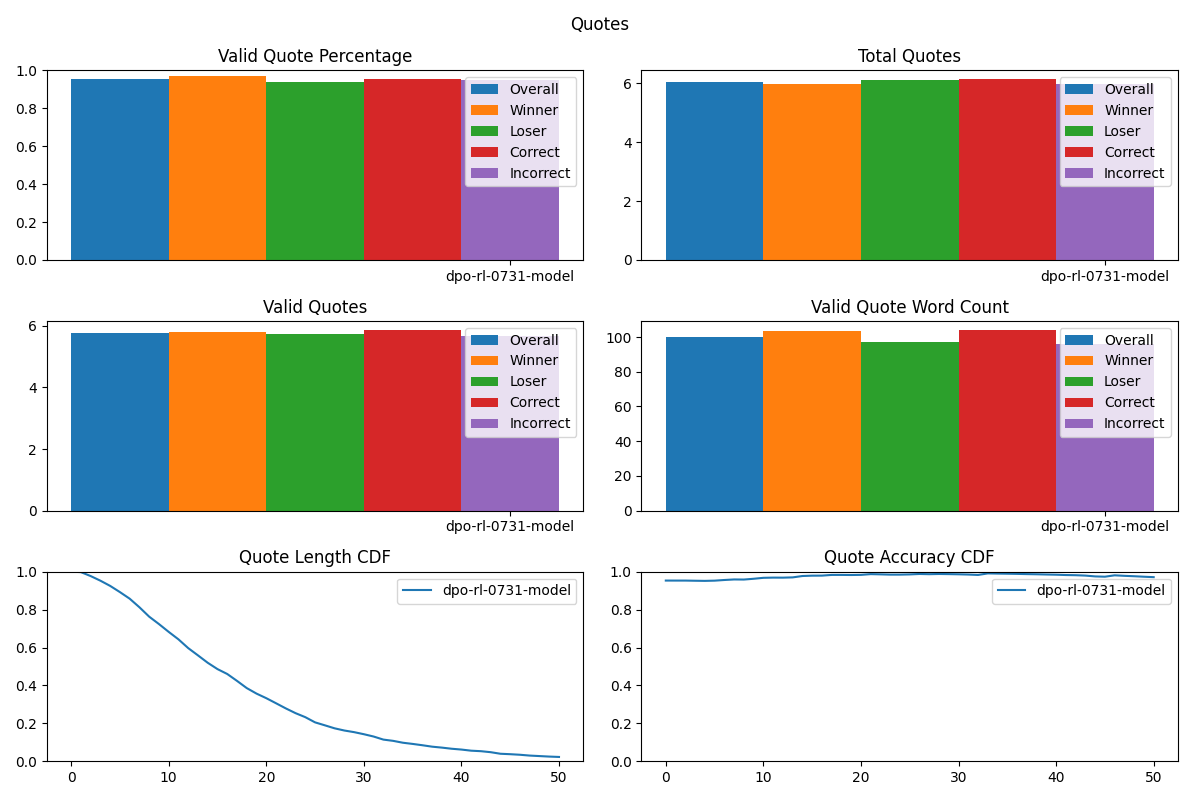 Quotes
Valid Quote Percentage
1.0
0.8
0.6
0.4
0.2
0.0
Overall
Winner
Loser
Correct
Incorrect
dpo-rl-0731-model
Total Quotes
6
4
2
0
Overall
Winner
Loser
Correct
Incorrect
dpo-rl-0731-model
Valid Quotes
6
4
2
0
Overall
Winner
Loser
Correct
Incorrect
dpo-rl-0731-model
Valid Quote Word Count
100
80
60
40
20
0
Overall
Winner
Loser
Correct
Incorrect
dpo-rl-0731-model
Quote Length CDF
1.0
0.8
0.6
0.4
0.2
0.0
dpo-rl-0731-model
0 10 20 30 40 50
Quote Accuracy CDF
1.0
0.8
0.6
0.4
0.2
0.0
dpo-rl-0731-model
0 10 20 30 40 50